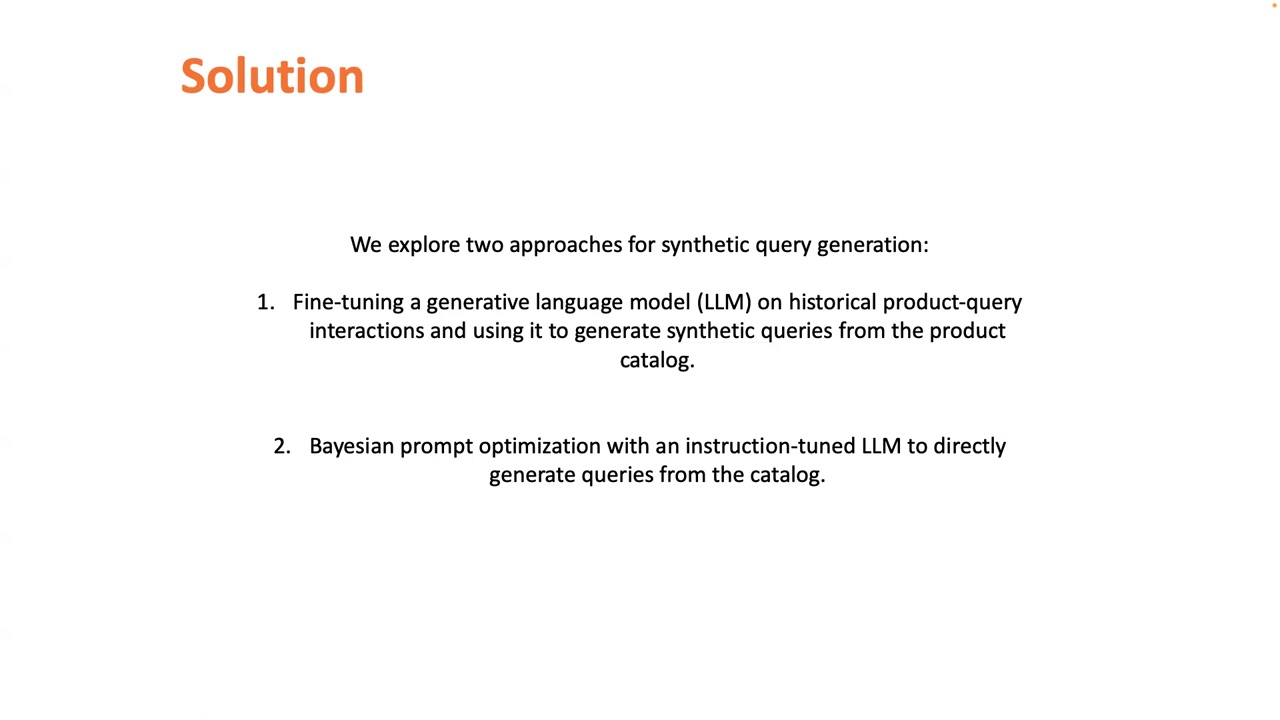 Solution
We explore two approaches for synthetic query generation:
1. Fine-tuning a generative language model (LLM) on historical product-query
interactions and using it to generate synthetic queries from the product
catalog.
2. Bayesian prompt optimization with an instruction-tuned LLM to directly
generate queries from the catalog.